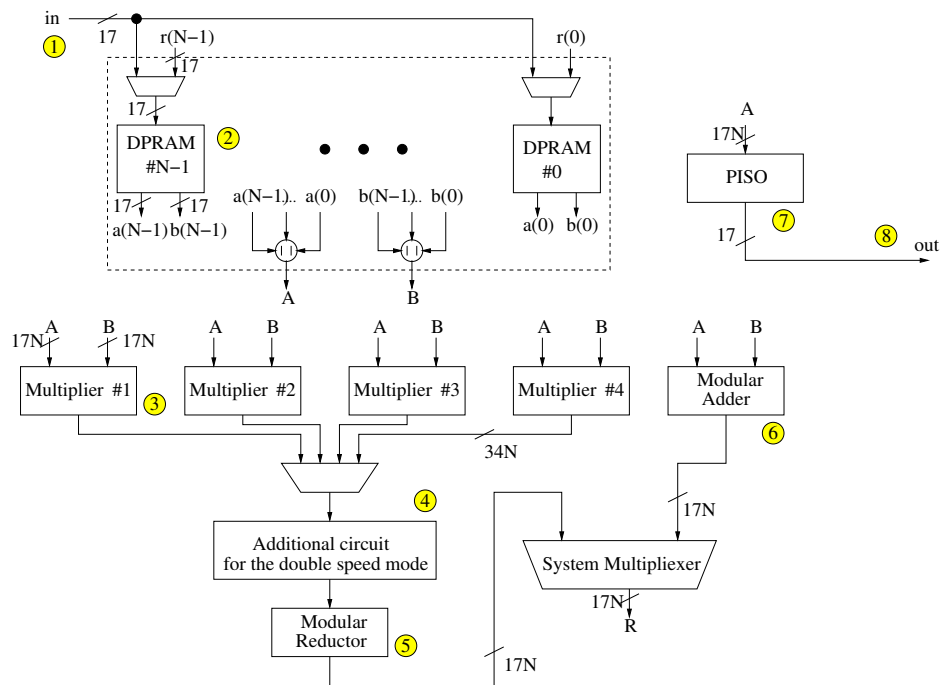 in
17
1
r(N−1)
17
r(0)
17
DPRAM
#N−1
2
DPRAM
#0
17
17
a(N−1)
b(N−1)
a(N−1)...
a(0)
b(N−1)...
b(0)
a(0)
b(0)
| |
| |
A
B
A
17N
PISO
7
17
8
out
17N
A
B
17N
A
B
A
B
A
B
A
B
Multiplier #1
Multiplier #2
Multiplier #3
Multiplier #4
Modular
Adder
3
6
34N
4
17N
Additional circuit
for the double speed mode
System Multipliexer
17N
R
Modular
Reductor
5
17N